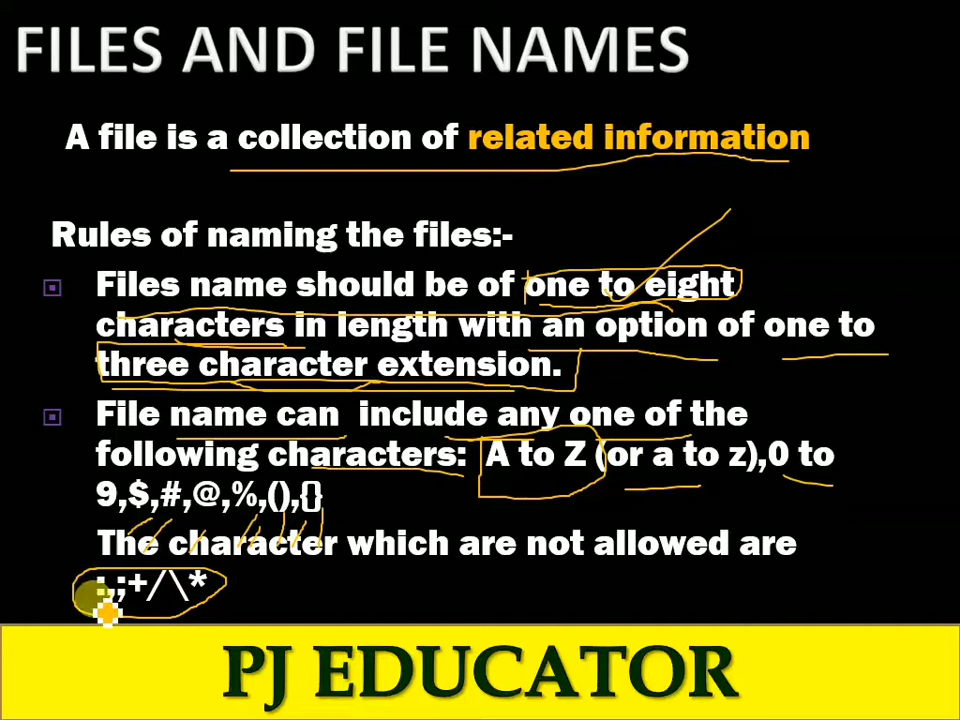 FILES AND FILE NAMES
A file is a collection of related information
Rules of naming the files:-
Files name should be of one to eight
characters in length with an option of one to
three character extension.
File name can include any one of the
following characters: A to Z (or a to z),0 to
9,$,#,@,%,(),{}
The character which are not allowed are
:,;+/\*
PJ EDUCATOR